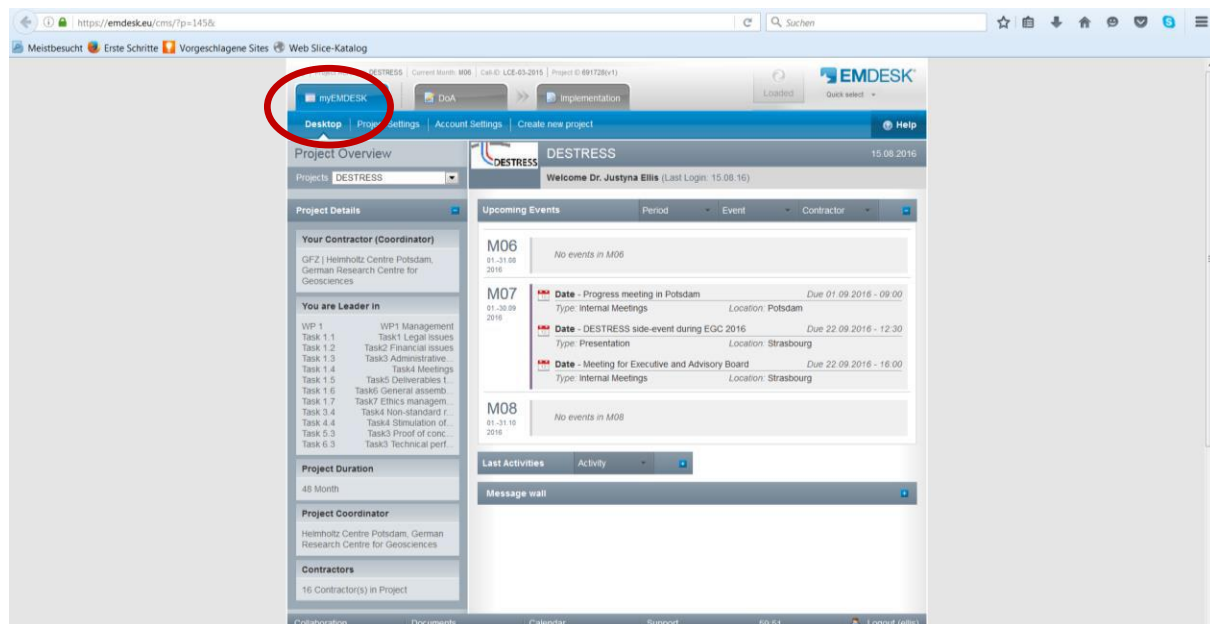 https://emdesk.eu/cms/?p=145&
Suchen
Meistbesucht Erste Schritte Vorgeschlagene Sites Web Slice-Katalog
DESTRESS | Current Month: M06 | Call-ID: LCE-03-2015 | Project ID 691728(v1)
myEMDESK DoA Implementation Loaded EMDESK
Quick select
Desktop Project Settings Account Settings Create new project Help
Project Overview DESTRESS DESTRESS 15.08.2016
Projects DESTRESS Welcome Dr. Justyna Ellis (Last Login: 15.08.16)
Project Details
Upcoming Events Period Event Contractor
Your Contractor (Coordinator)
GFZ | Helmholtz Centre Potsdam,
German Research Centre for
Geosciences
You are Leader in
WP 1 WP1 Management
Task 1.1 Task1 Legal issues
Task 1.2 Task2 Financial issues
Task 1.3 Task3 Administrative...
Task 1.4 Task4 Meetings
Task 1.5 Task5 Deliverables t...
Task 1.6 Task6 General assemb...
Task 1.7 Task7 Ethics managem...
Task 3.4 Task4 Non-standard r...
Task 4.4 Task4 Stimulation of...
Task 5.3 Task3 Proof of conc...
Task 6.3 Task3 Technical perf...
Project Duration
48 Month
Project Coordinator
Helmholtz Centre Potsdam, German
Research Centre for Geosciences
Contractors
16 Contractor(s) in Project
M06
01.-31.08
2016
No events in M06
M07
01.-30.09
2016
Date - Progress meeting in Potsdam Due 01.09.2016 - 09:00
Type: Internal Meetings Location: Potsdam
Date - DESTRESS side-event during EGC 2016 Due 22.09.2016 - 12:30
Type: Presentation Location: Strasbourg
Date - Meeting for Executive and Advisory Board Due 22.09.2016 - 16:00
Type: Internal Meetings Location: Strasbourg
M08
01.-31.10
2016
No events in M08
Last Activities Activity
Message wall
Collaboration Documents Calendar Support 59:51 Logout (ellis)